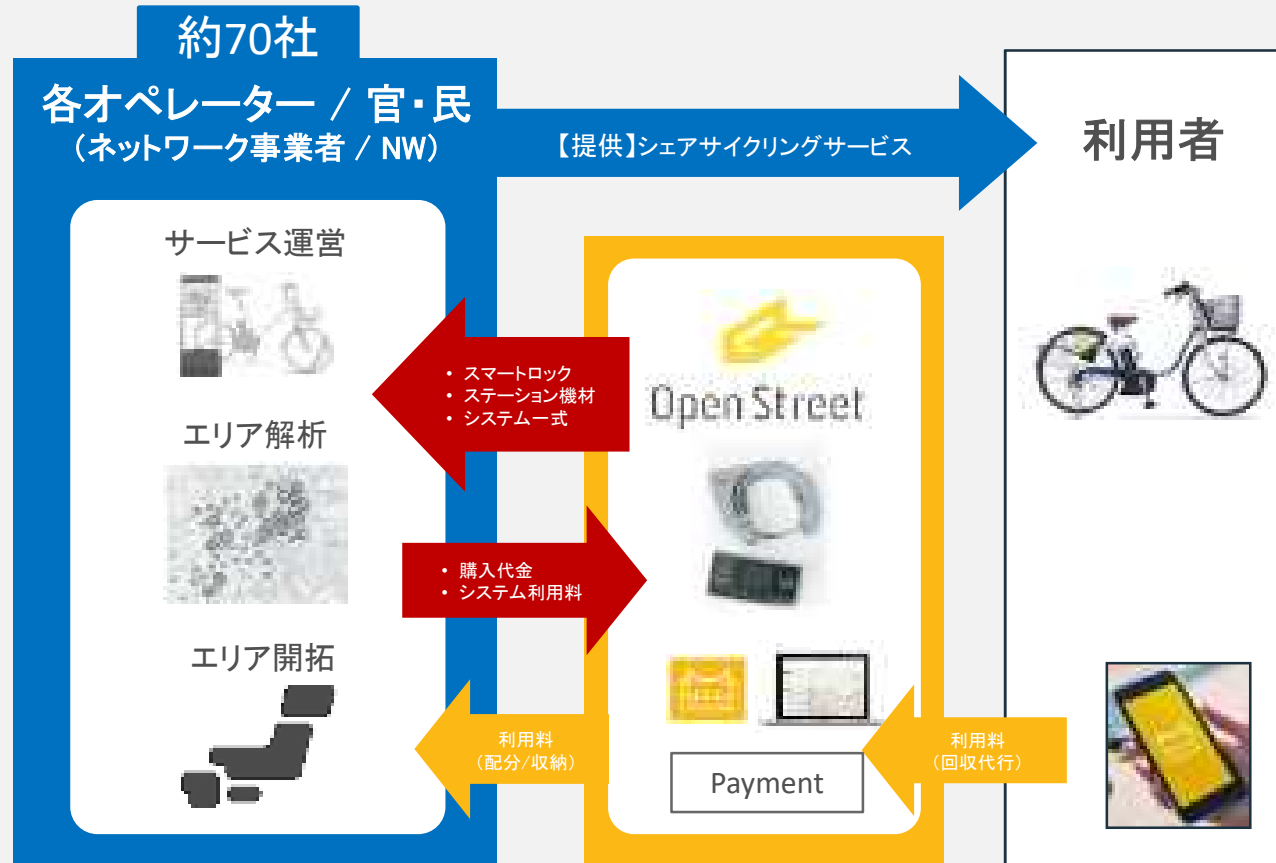 約70社
各オペレーター / 官・民
(ネットワーク事業者 / NW)
【提供】シェアサイクリングサービス
利用者
サービス運営
エリア解析
エリア開拓
• スマートロック
• ステーション機材
• システム一式
Open Street
• 購入代金
• システム利用料
利用料
(配分/収納)
Payment
利用料
(回収代行)